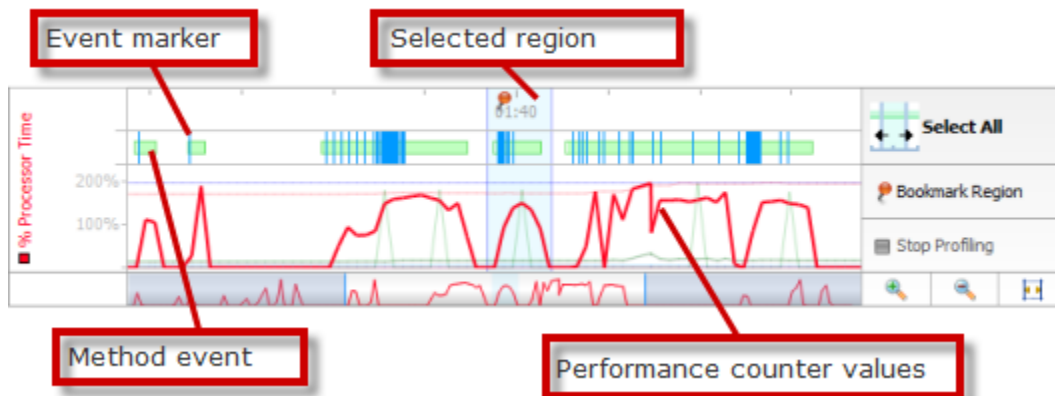 Event marker
Selected region
01:40
Select All
% Processor Time
200%
100%
Bookmark Region
Stop Profiling
Method event
Performance counter values